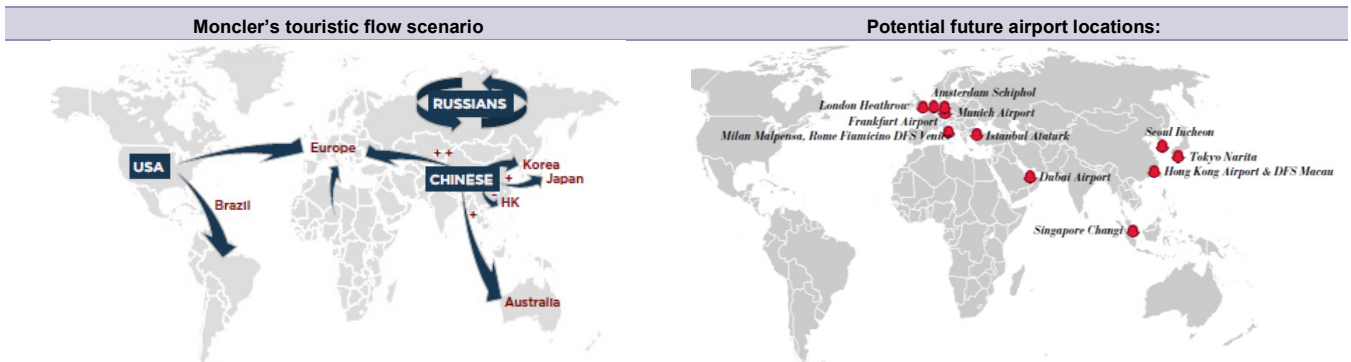 Moncler's touristic flow scenario
RUSSIANS
USA
Europe
++
Korea
CHINESE
+
Japan
-
HK
Brazil
+
Australia
Potential future airport locations:
Amsterdam Schiphol
London Heathrow
Munich Airport
Frankfurt Airport
Milan Malpensa, Rome Fiumicino DFS Venice
Istanbul Ataturk
Seoul Iucheon
Tokyo Narita
Hong Kong Airport & DFS Macau
Dubai Airport
Singapore Changi